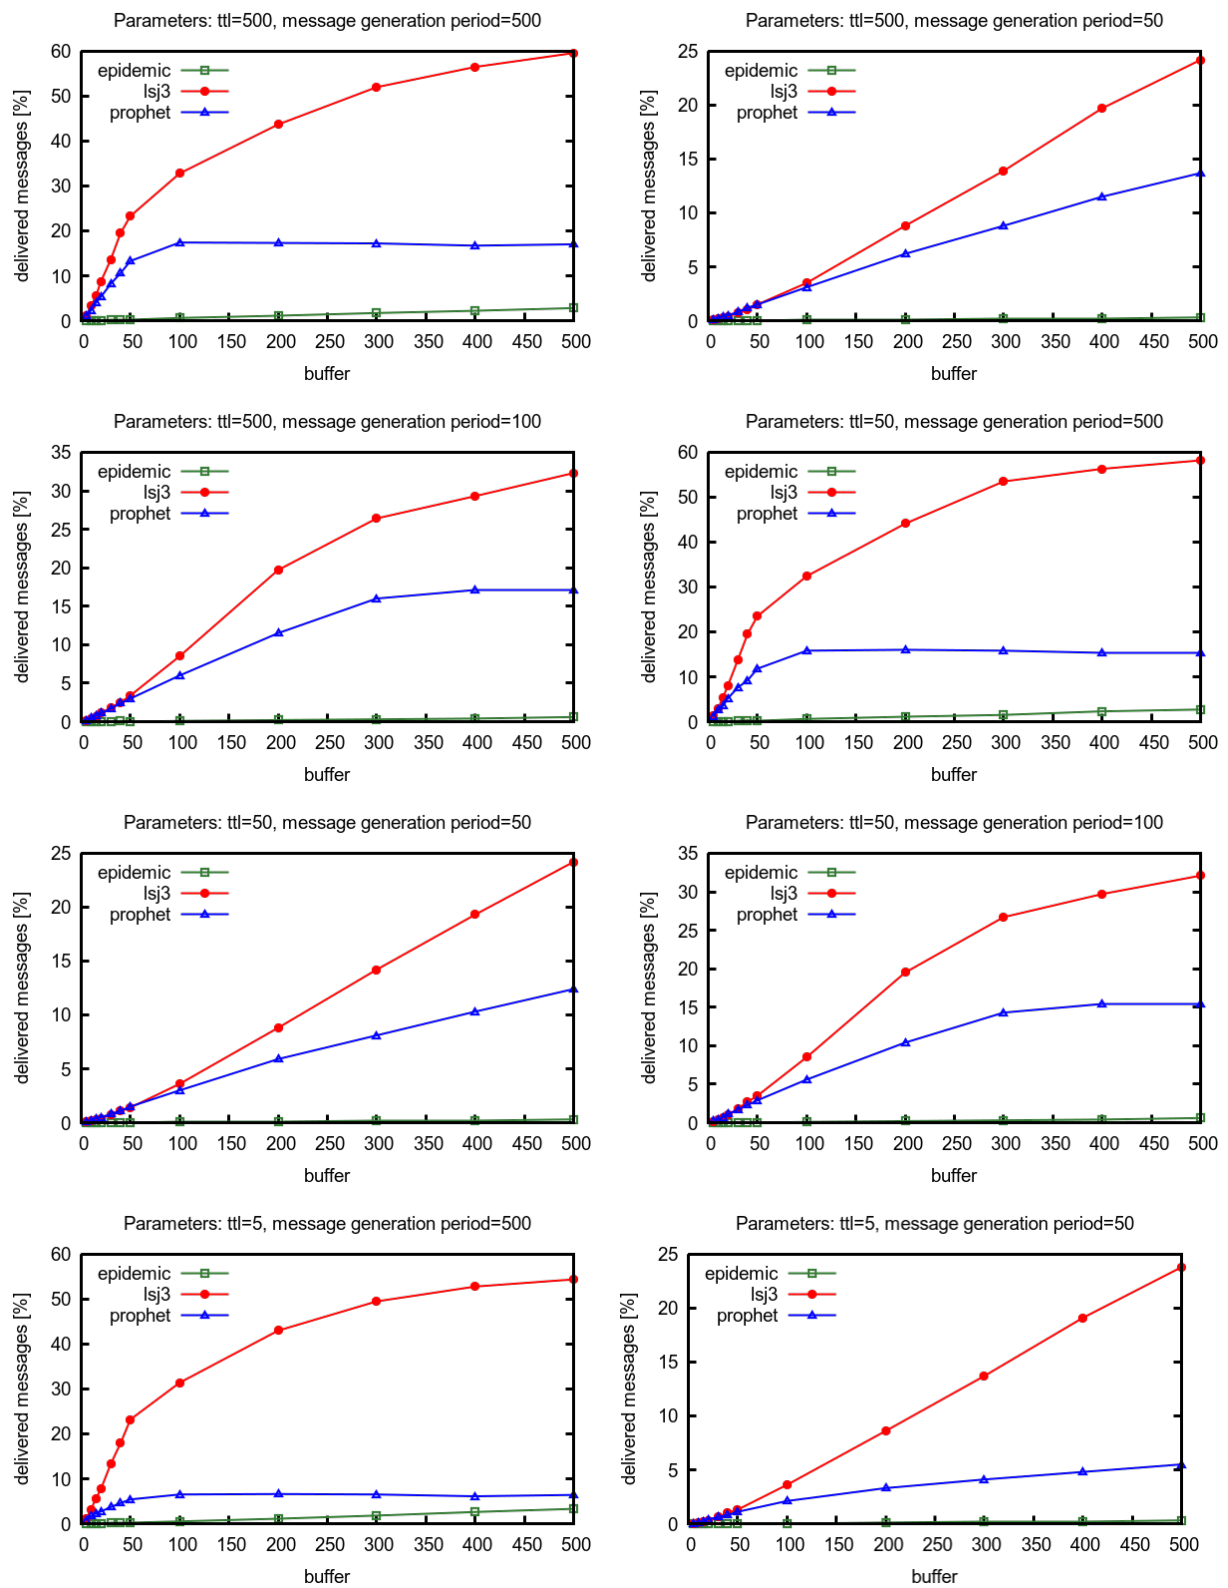 Parameters: ttl=500, message generation period=500
delivered messages [%]
60
50
40
30
20
10
0
epidemic
lsj3
prophet
0 50 100 150 200 250 300 350 400 450 500
buffer
Parameters: ttl=500, message generation period=50
delivered messages [%]
25
20
15
10
5
0
epidemic
lsj3
prophet
0 50 100 150 200 250 300 350 400 450 500
buffer
Parameters: ttl=500, message generation period=100
delivered messages [%]
35
30
25
20
15
10
5
0
epidemic
lsj3
prophet
0 50 100 150 200 250 300 350 400 450 500
buffer
Parameters: ttl=50, message generation period=500
delivered messages [%]
60
50
40
30
20
10
0
epidemic
lsj3
prophet
0 50 100 150 200 250 300 350 400 450 500
buffer
Parameters: ttl=50, message generation period=50
delivered messages [%]
25
20
15
10
5
0
epidemic
lsj3
prophet
0 50 100 150 200 250 300 350 400 450 500
buffer
Parameters: ttl=50, message generation period=100
delivered messages [%]
35
30
25
20
15
10
5
0
epidemic
lsj3
prophet
0 50 100 150 200 250 300 350 400 450 500
buffer
Parameters: ttl=5, message generation period=500
delivered messages [%]
60
50
40
30
20
10
0
epidemic
lsj3
prophet
0 50 100 150 200 250 300 350 400 450 500
buffer
Parameters: ttl=5, message generation period=50
delivered messages [%]
25
20
15
10
5
0
epidemic
lsj3
prophet
0 50 100 150 200 250 300 350 400 450 500
buffer